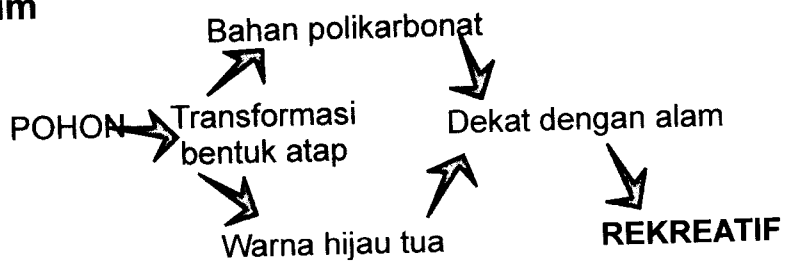 Bahan polikarbonat
POHON
Transformasi
bentuk atap
Dekat dengan alam
Warna hijau tua
REKREATIF